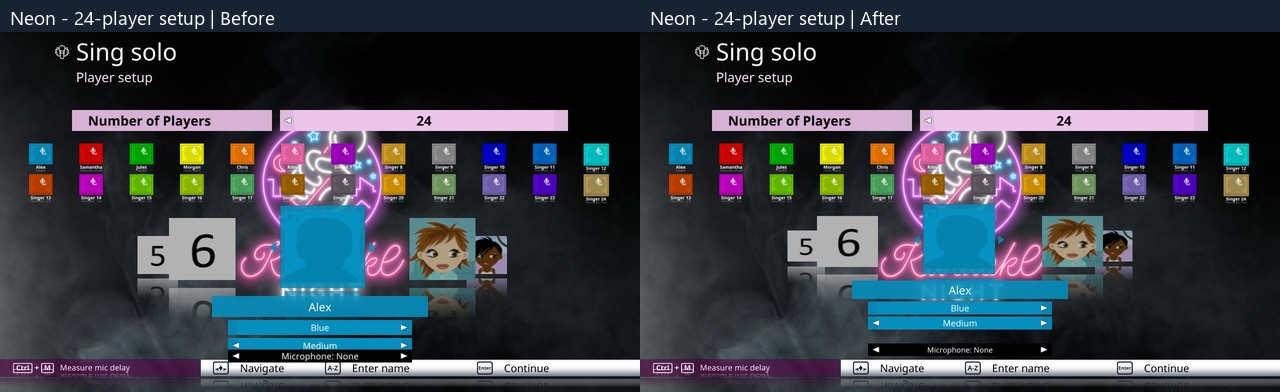 Neon - 24-player setup | Before
Sing solo
Player setup
Number of Players
24
Alex
Samantha
Jules
Morgan
Chris
Singer 8
Singer 9
Singer 10
Singer 11
Singer 12
Singer 13
Singer 14
Singer 15
Singer 16
Singer 17
Singer 20
Singer 21
Singer 22
Singer 23
Singer 24
5
6
NIGHT
Alex
Blue
Medium
Microphone: None
Ctrl + M Measure mic delay
Navigate
A-Z Enter name
Enter Continue
Neon - 24-player setup | After
Sing solo
Player setup
Number of Players
24
Alex
Samantha
Jules
Morgan
Chris
Singer 8
Singer 9
Singer 10
Singer 11
Singer 12
Singer 13
Singer 14
Singer 15
Singer 16
Singer 17
Singer 20
Singer 21
Singer 22
Singer 23
Singer 24
5
6
Karaoke
NIGHT
Alex
Blue
Medium
Microphone: None
Ctrl + M Measure mic delay
Navigate
A-Z Enter name
Enter Continue